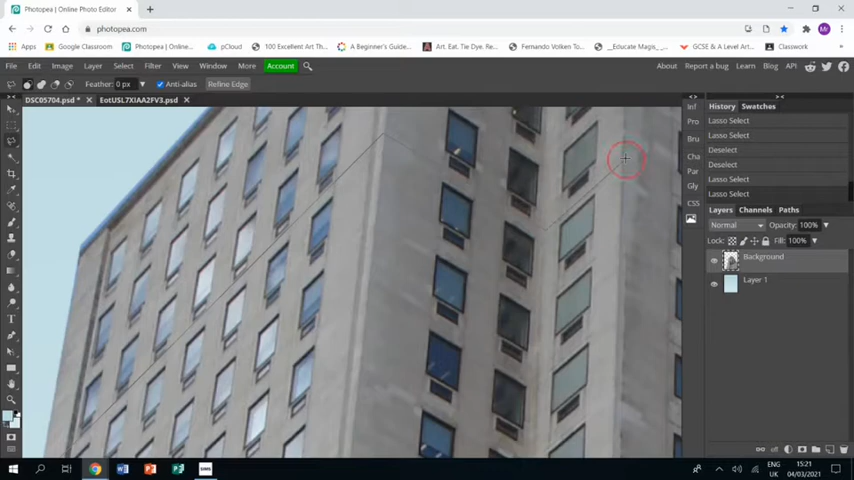 Photopea | Online Photo Editor
photopea.com
Apps
Google Classroom
Photopea | Online P...
pCloud
100 Excellent Art Th...
A Beginner's Guide...
Art. Eat. Tie Dye. Re...
Fernando Volken To...
__Educate Magis_-...
GCSE & A Level Art...
Classwork
File Edit Image Layer Select Filter View Window More Account
About Report a bug Learn Blog API
Feather: 0 px Anti-alias Refine Edge
DSC05704.psd * EotUSL7XIAA2FV3.psd
Inf
Pro
Bru
Cha
Par
Gly
CSS
History Swatches
Lasso Select
Lasso Select
Deselect
Deselect
Lasso Select
Lasso Select
Layers Channels Paths
Normal Opacity: 100%
Lock: Fill: 100%
Background
Layer 1
ENG 15:21
UK 04/03/2021